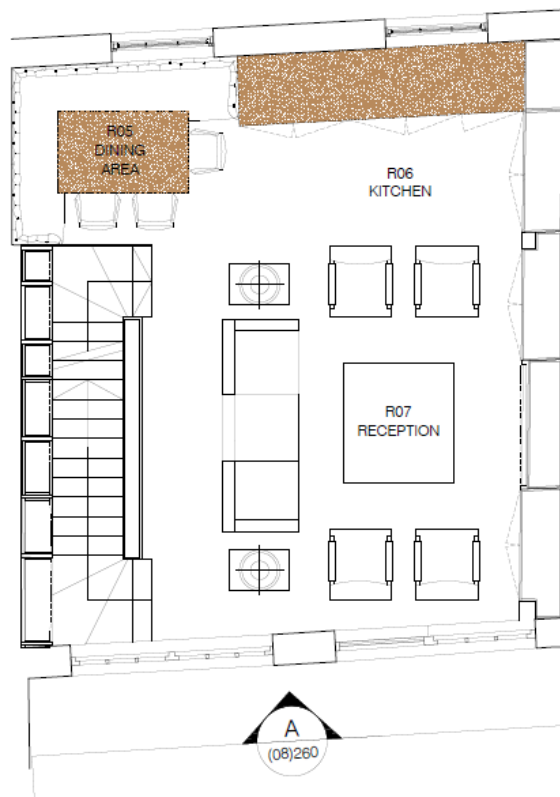 R05
DINING
AREA
R06
KITCHEN
R07
RECEPTION
A
(08)260